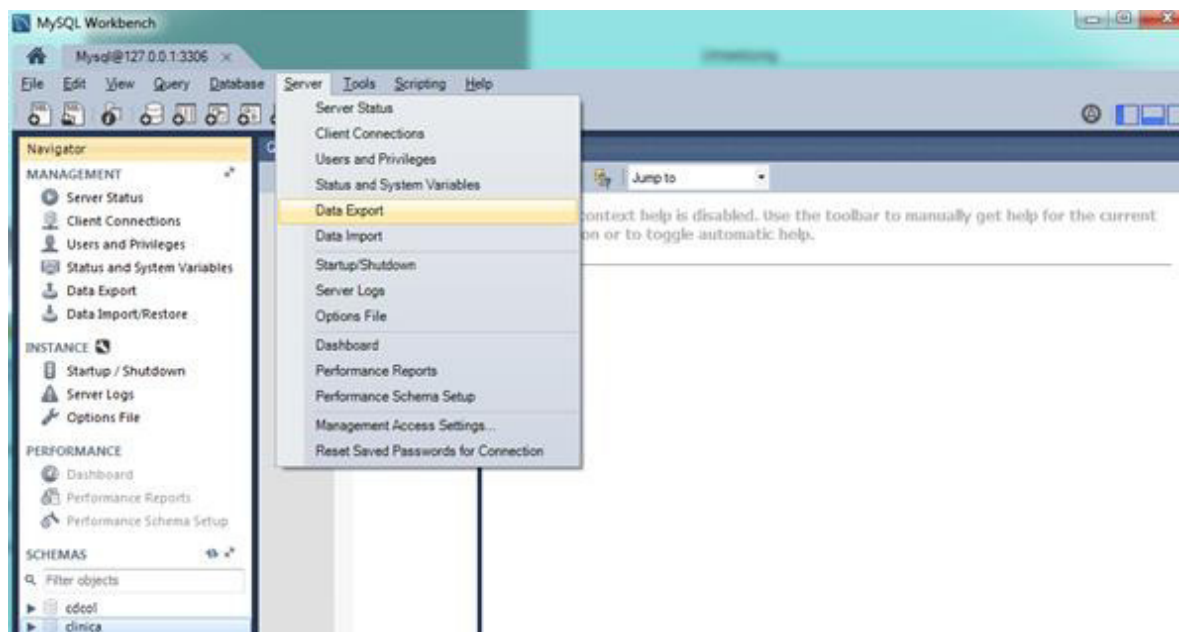 MySQL Workbench
Mysql@127.0.0.1:3306
File Edit View Query Database Server Tools Scripting Help
Server Status
Client Connections
Users and Privileges
Status and System Variables
Data Export
Data Import
Startup/Shutdown
Server Logs
Options File
Dashboard
Performance Reports
Performance Schema Setup
Management Access Settings...
Reset Saved Passwords for Connection
Navigator
MANAGEMENT
Server Status
Client Connections
Users and Privileges
Status and System Variables
Data Export
Data Import/Restore
INSTANCE
Startup / Shutdown
Server Logs
Options File
PERFORMANCE
Dashboard
Performance Reports
Performance Schema Setup
SCHEMAS
Filter objects
cdcol
clinica
Jump to
context help is disabled. Use the toolbar to manually get help for the current
on or to toggle automatic help.